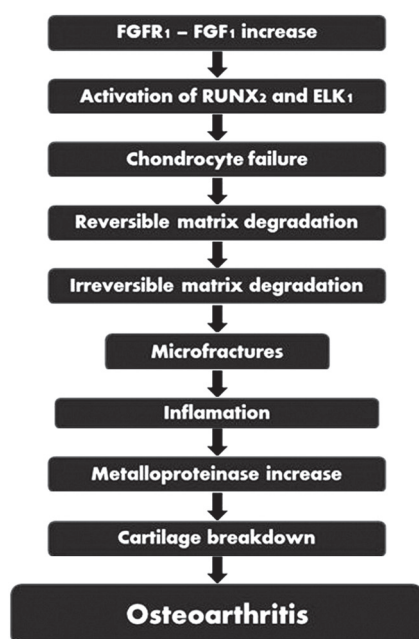 FGFR₁ – FGF₁ increase
Activation of RUNX₂ and ELK₁
Chondrocyte failure
Reversible matrix degradation
Irreversible matrix degradation
Microfractures
Inflamation
Metalloproteinase increase
Cartilage breakdown
Osteoarthritis